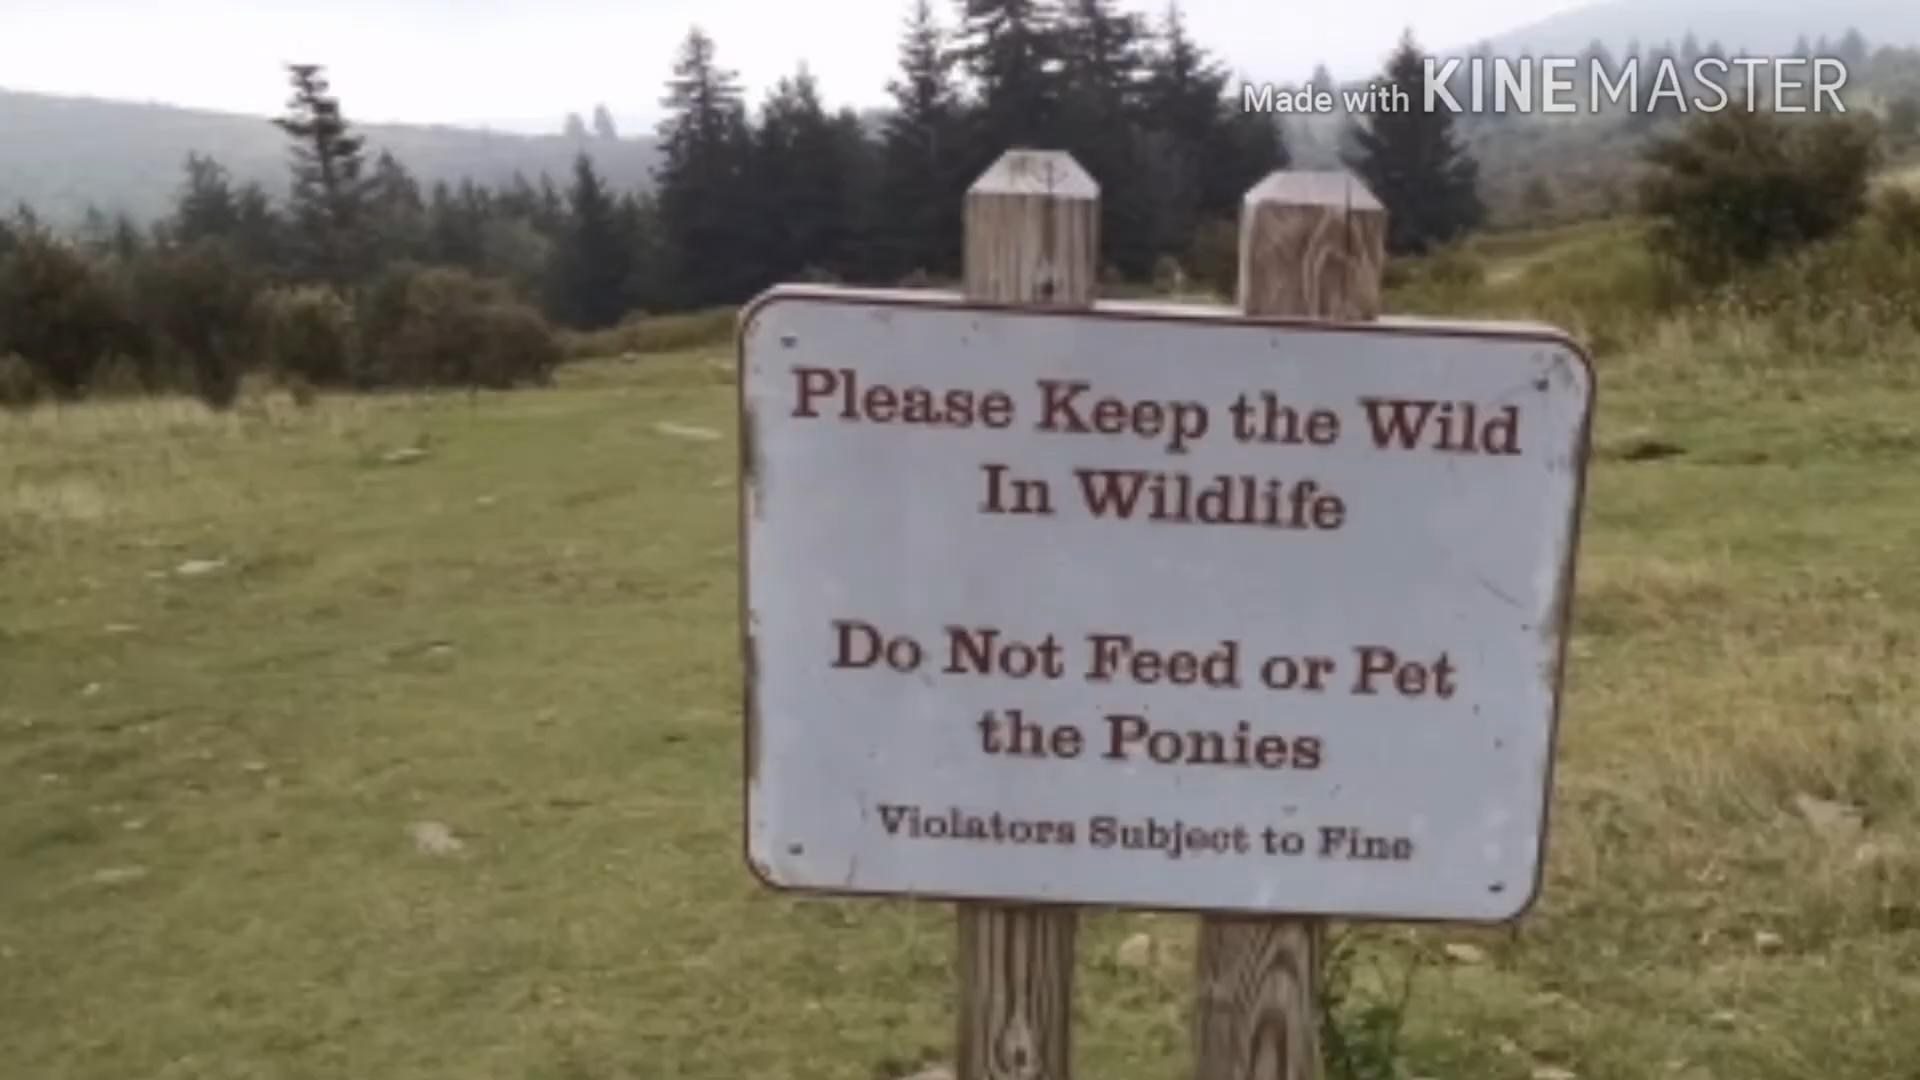 Made with KINEMASTER
Please Keep the Wild
In Wildlife
Do Not Feed or Pet
the Ponies
Violators Subject to Fine